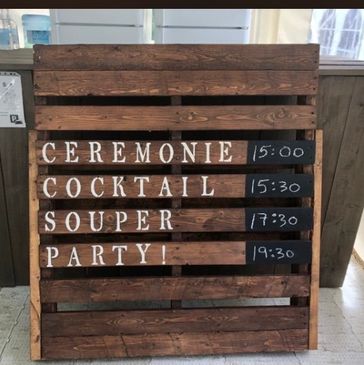 CEREMONIE 15:00
COCKTAIL 15:30
SOUPER 17:30
PARTY! 19:30